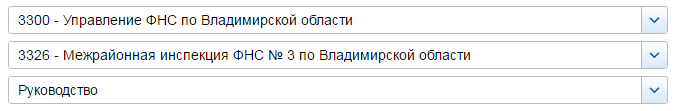 3300 - Управление ФНС по Владимирской области
3326 - Межрайонная инспекция ФНС № 3 по Владимирской области
Руководство